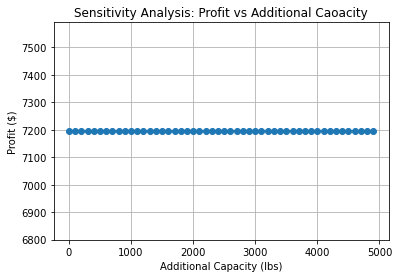 Sensitivity Analysis: Profit vs Additional Caoacity
7500
7400
7300
7200
7100
7000
6900
6800
Profit ($)
0 1000 2000 3000 4000 5000
Additional Capacity (lbs)